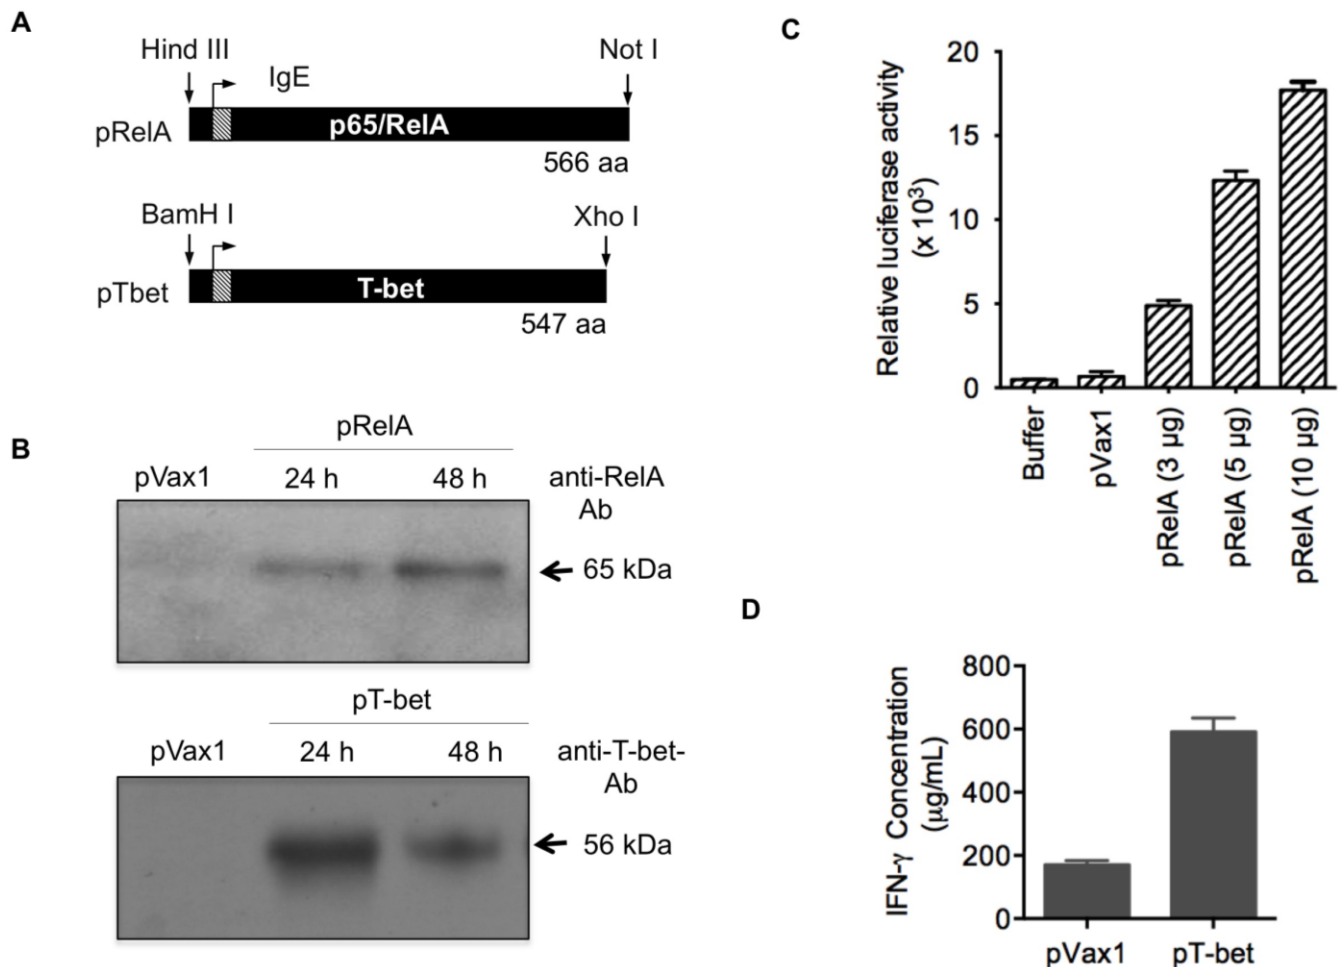 A
Hind III
Not I
IgE
pRelA
p65/RelA
566 aa
BamH I
Xho I
pTbet
T-bet
547 aa
B
pRelA
pVax1
24 h
48 h
anti-RelA
Ab
65 kDa
pT-bet
pVax1
24 h
48 h
anti-T-bet-
Ab
56 kDa
C
Relative luciferase activity
(x 10³)
20
15
10
5
0
Buffer
pVax1
pRelA (3 µg)
pRelA (5 µg)
pRelA (10 µg)
D
IFN-γ Concentration
(µg/mL)
800
600
400
200
0
pVax1
pT-bet